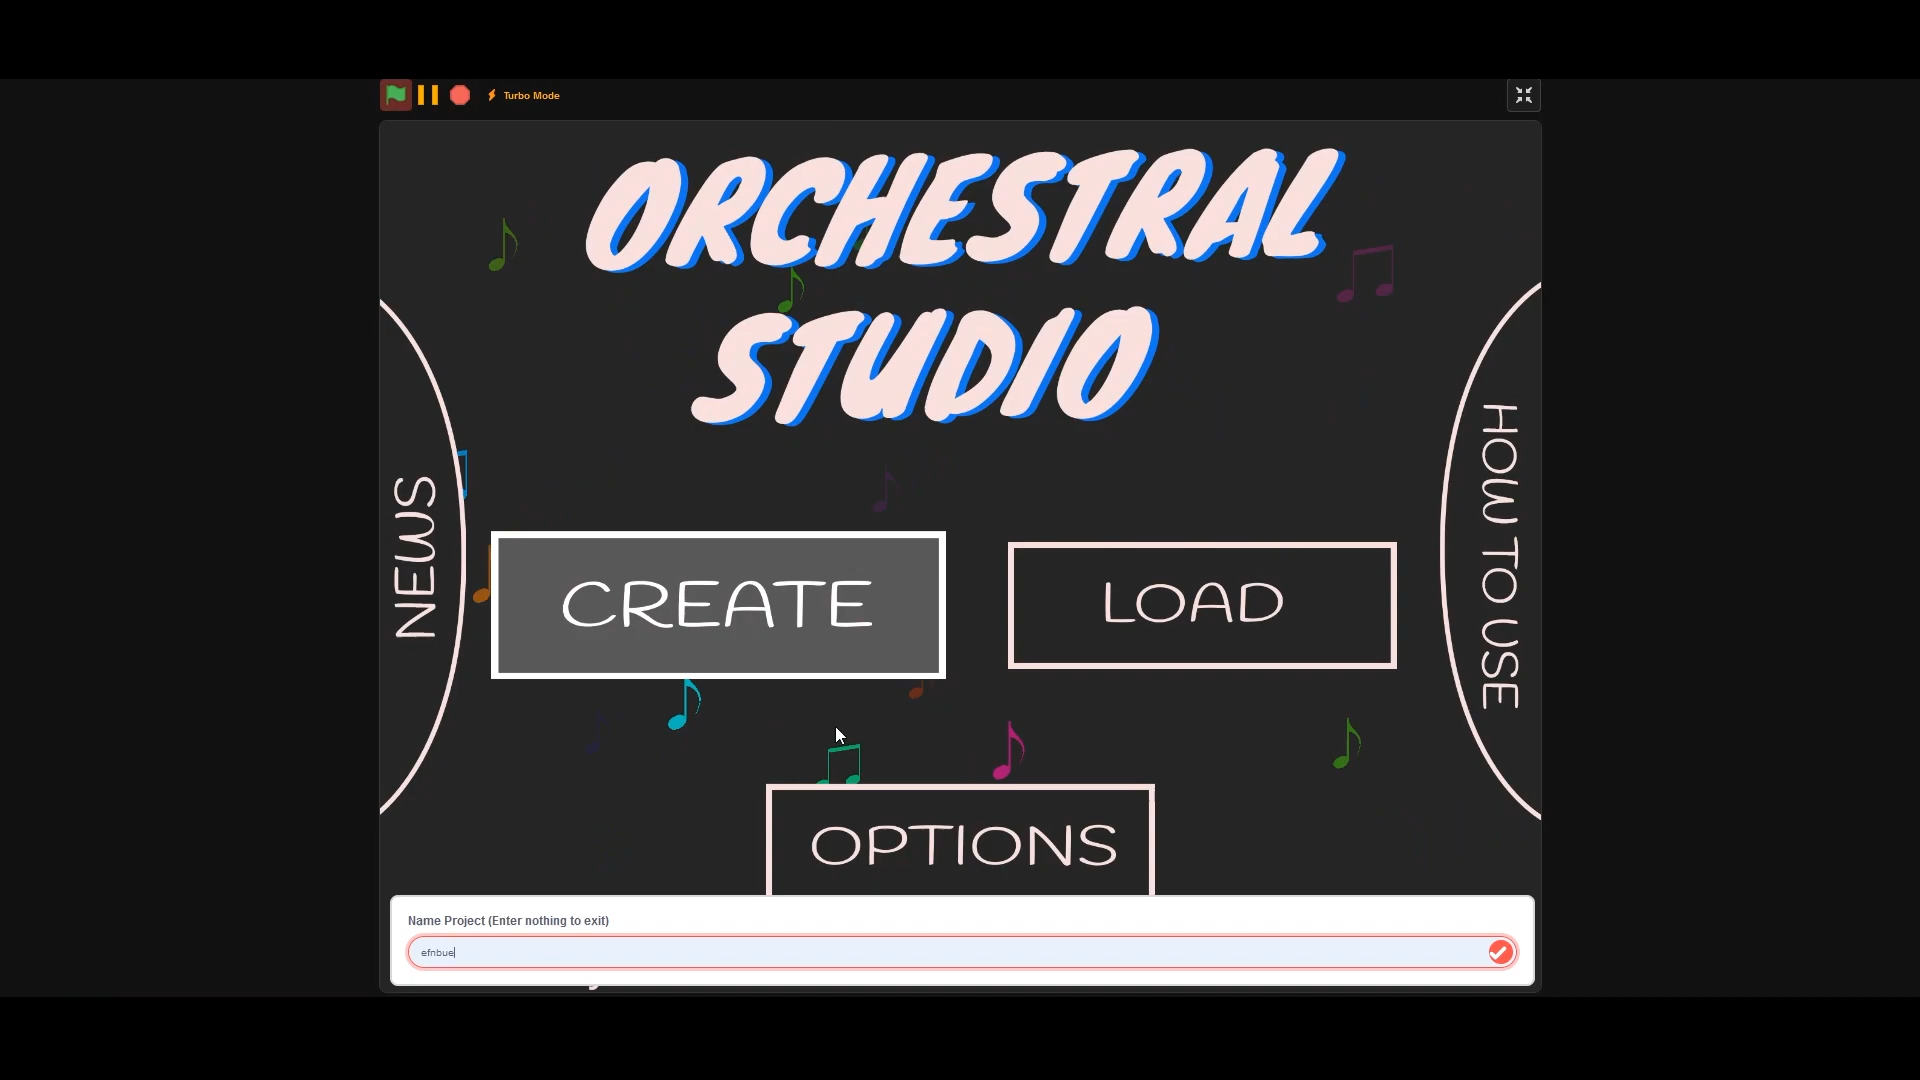 Turbo Mode
ORCHESTRAL
STUDIO
NEWS
HOW TO USE
CREATE
LOAD
OPTIONS
Name Project (Enter nothing to exit)
efnbue